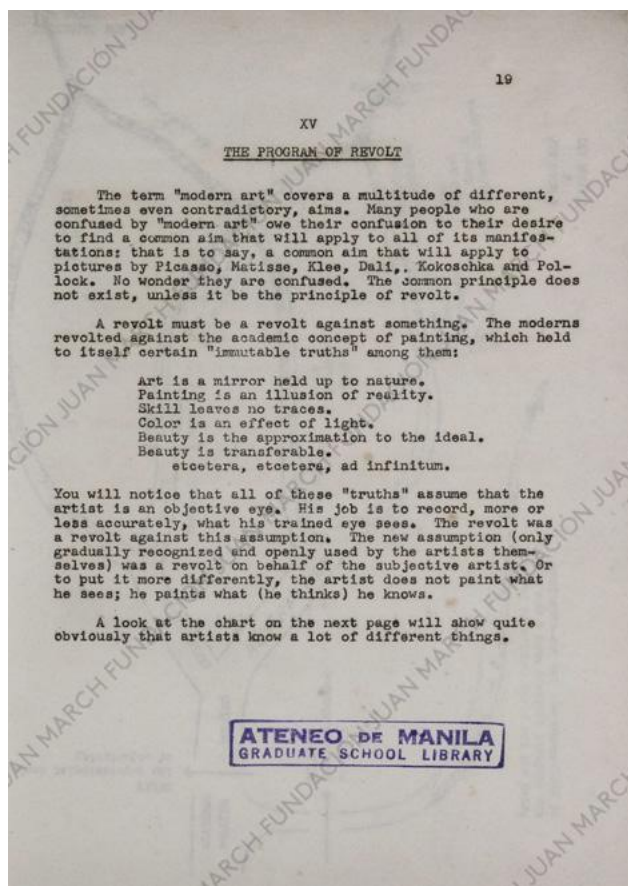 19
XV
THE PROGRAM OF REVOLT
The term "modern art" covers a multitude of different,
sometimes even contradictory, aims. Many people who are
confused by "modern art" owe their confusion to their desire
to find a common aim that will apply to all of its manifes-
tations: that is to say, a common aim that will apply to
pictures by Picasso, Matisse, Klee, Dali,. Kokoschka and Pol-
lock. No wonder they are confused. The common principle does
not exist, unless it be the principle of revolt.
A revolt must be a revolt against something. The moderns
revolted against the academic concept of painting, which held
to itself certain "immutable truths" among them:
Art is a mirror held up to nature.
Painting is an illusion of reality.
Skill leaves no traces.
Color is an effect of light.
Beauty is the approximation to the ideal.
Beauty is transferable.
etcetera, etcetera, ad infinitum.
You will notice that all of these "truths" assume that the
artist is an objective eye. His job is to record, more or
less accurately, what his trained eye sees. The revolt was
a revolt against this assumption. The new assumption (only
gradually recognized and openly used by the artists them-
selves) was a revolt on behalf of the subjective artist. Or
to put it more differently, the artist does not paint what
he sees; he paints what (he thinks) he knows.
A look at the chart on the next page will show quite
obviously that artists know a lot of different things.
ATENEO DE MANILA
GRADUATE SCHOOL LIBRARY
FUNDACIÓN JUAN MARCH